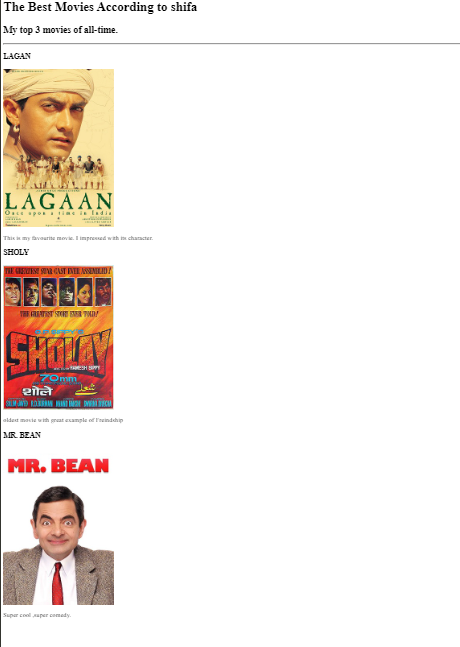 The Best Movies According to shifa
My top 3 movies of all-time.
LAGAN
LAGAAN
Once upon a time in India
This is my favourite movie. I impressed with its character.
SHOLY
THE GREATEST STAR CAST EVER ASSEMBLED!
THE GREATEST STORY EVER TOLD!
SHOLAY
RAMESH SIPPY
70mm
शोले
oldest movie with great example of Freindship
MR. BEAN
MR. BEAN
Super cool ,super comedy.